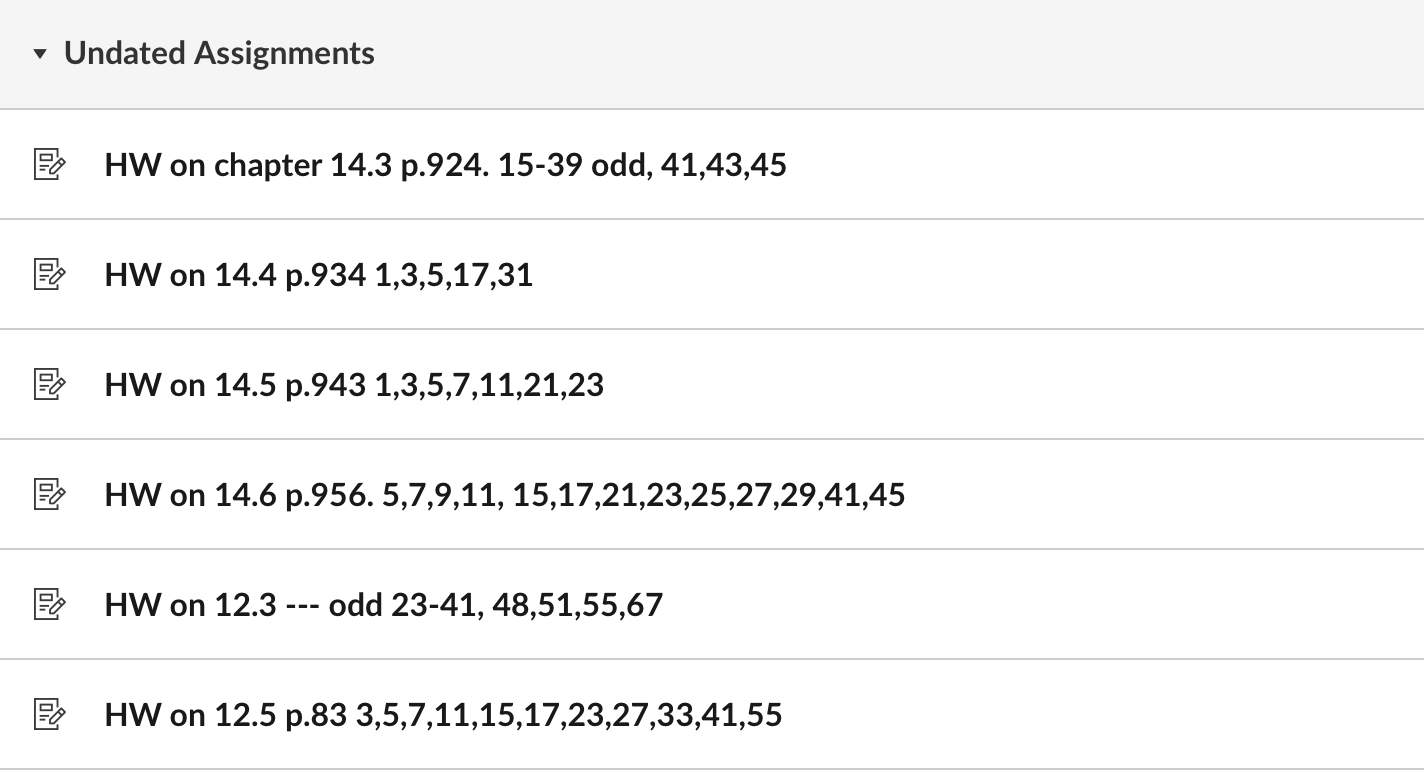 Undated Assignments
HW on chapter 14.3 p.924. 15-39 odd, 41,43,45
HW on 14.4 p.934 1,3,5,17,31
HW on 14.5 p.943 1,3,5,7,11,21,23
HW on 14.6 p.956. 5,7,9,11, 15,17,21,23,25,27,29,41,45
HW on 12.3 --- odd 23-41, 48,51,55,67
HW on 12.5 p.83 3,5,7,11,15,17,23,27,33,41,55